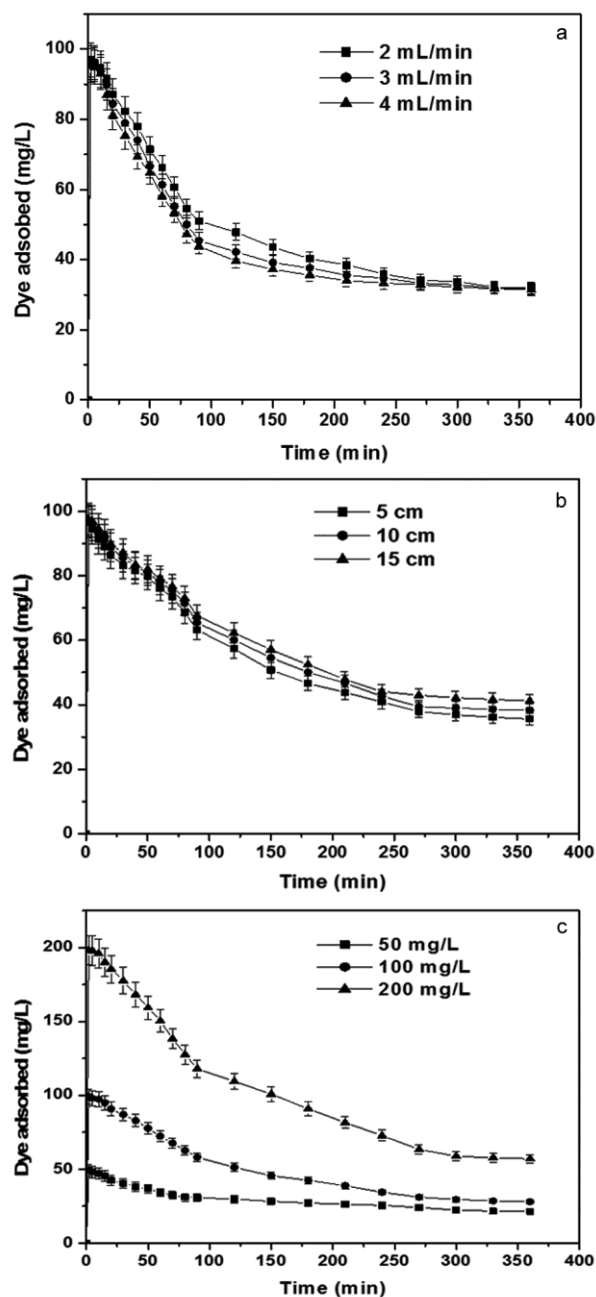 a
2 mL/min
3 mL/min
4 mL/min
100
80
60
40
20
0
Dye adsobed (mg/L)
0 50 100 150 200 250 300 350 400
Time (min)
b
5 cm
10 cm
15 cm
100
80
60
40
20
0
Dye adsorbed (mg/L)
0 50 100 150 200 250 300 350 400
Time (min)
c
50 mg/L
100 mg/L
200 mg/L
200
150
100
50
0
Dye adsorbed (mg/L)
0 50 100 150 200 250 300 350 400
Time (min)